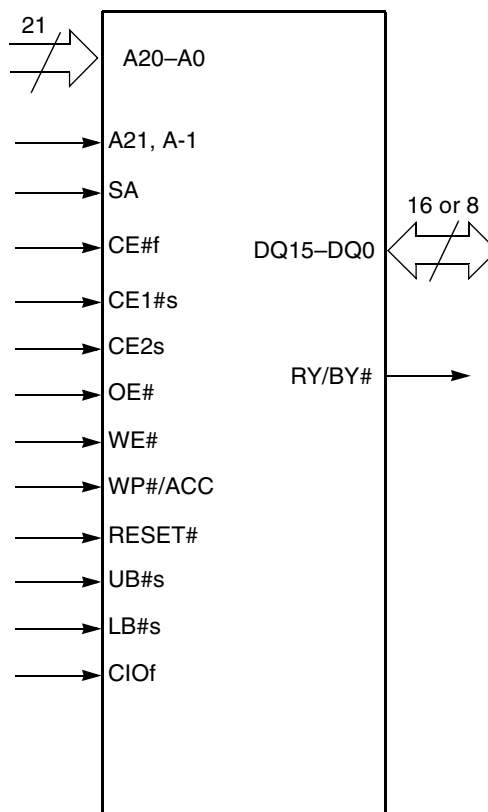 21
A20–A0
A21, A-1
SA
16 or 8
CE#f
DQ15–DQ0
CE1#s
CE2s
RY/BY#
OE#
WE#
WP#/ACC
RESET#
UB#s
LB#s
CIOf